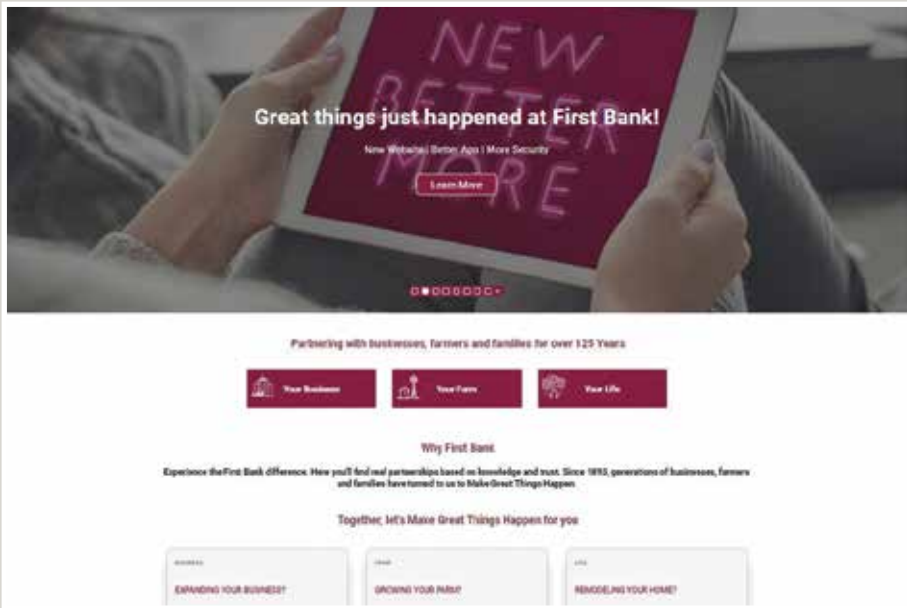 NEW
BETTER
MORE
Great things just happened at First Bank!
New Website | Better App | More Security
Learn More
Partnering with businesses, farmers and families for over 125 Years
Your Business
Your Farm
Your Life
Why First Bank
Experience the First Bank difference. Here you'll find real partnerships based on knowledge and trust. Since 1893, generations of businesses, farmers
and families have turned to us to Make Great Things Happen
Together, let's Make Great Things Happen for you
BUSINESS
FARM
LIFE
EXPANDING YOUR BUSINESS?
GROWING YOUR FARM?
REMODELING YOUR HOME?